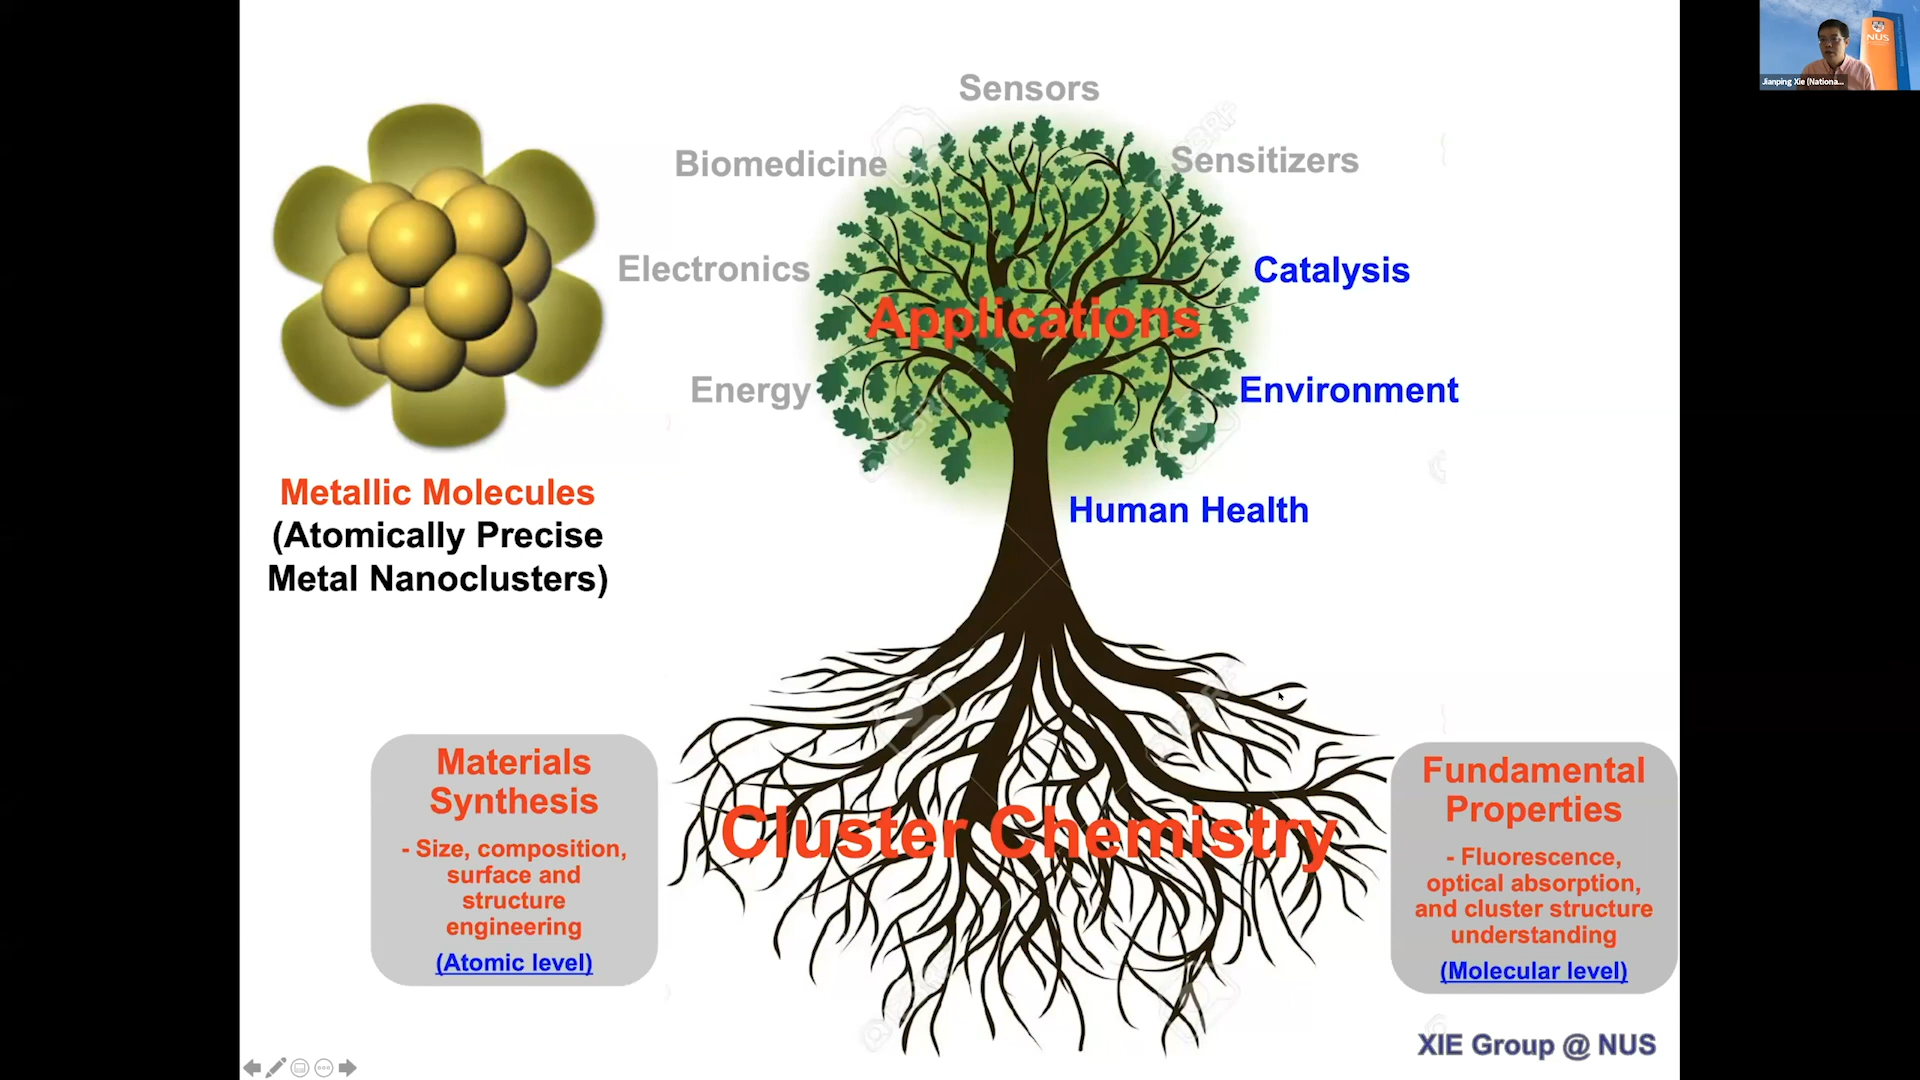 NUS
Jianping Xie (Nationa...
Sensors
Biomedicine
Sensitizers
Electronics
Catalysis
Applications
Energy
Environment
Human Health
Metallic Molecules
(Atomically Precise
Metal Nanoclusters)
Materials
Synthesis
- Size, composition,
surface and
structure
engineering
(Atomic level)
Cluster Chemistry
Fundamental
Properties
- Fluorescence,
optical absorption,
and cluster structure
understanding
(Molecular level)
XIE Group @ NUS